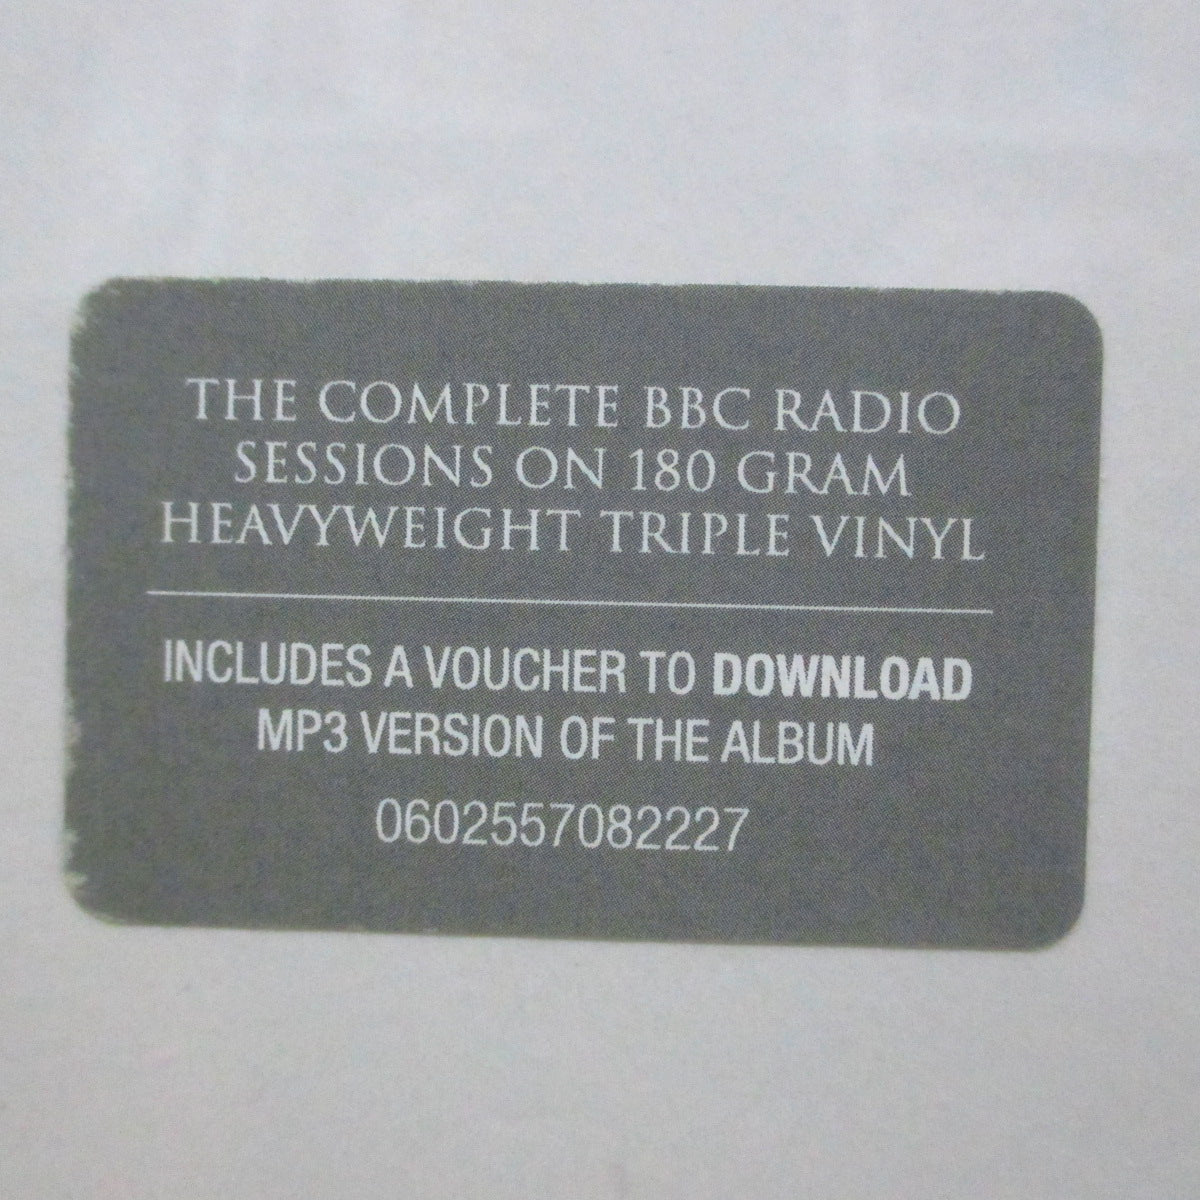 THE COMPLETE BBC RADIO
SESSIONS ON 180 GRAM
HEAVYWEIGHT TRIPLE VINYL
INCLUDES A VOUCHER TO DOWNLOAD
MP3 VERSION OF THE ALBUM
0602557082227